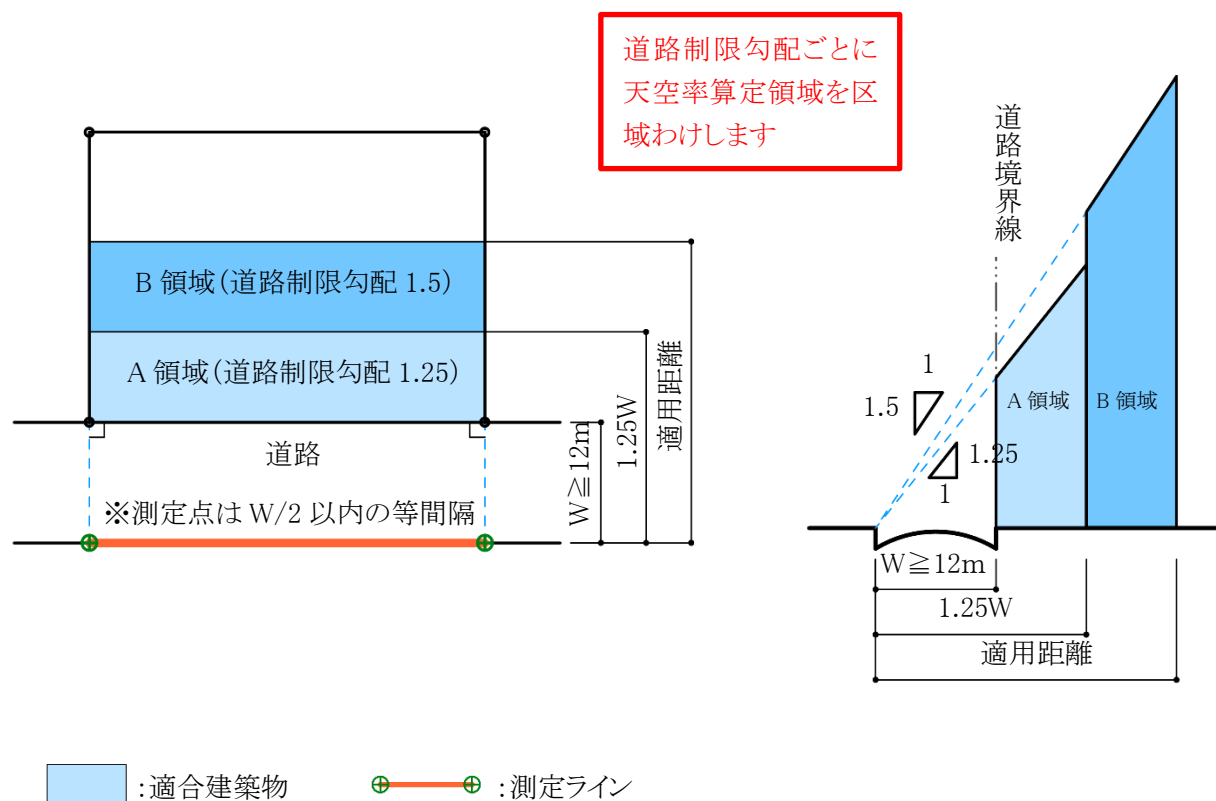 道路制限勾配ごとに
天空率算定領域を区
域わけします
B 領域(道路制限勾配 1.5)
A 領域(道路制限勾配 1.25)
道路
※測定点は W/2 以内の等間隔
W≧12m
1.25W
適用距離
道路境界線
1
1.5
1.25
1
A 領域
B 領域
W≧12m
1.25W
適用距離
:適合建築物
:測定ライン